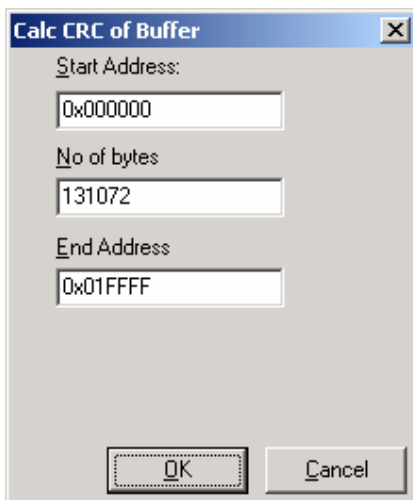 Calc CRC of Buffer
Start Address:
0x000000
No of bytes
131072
End Address
0x01FFFF
OK
Cancel